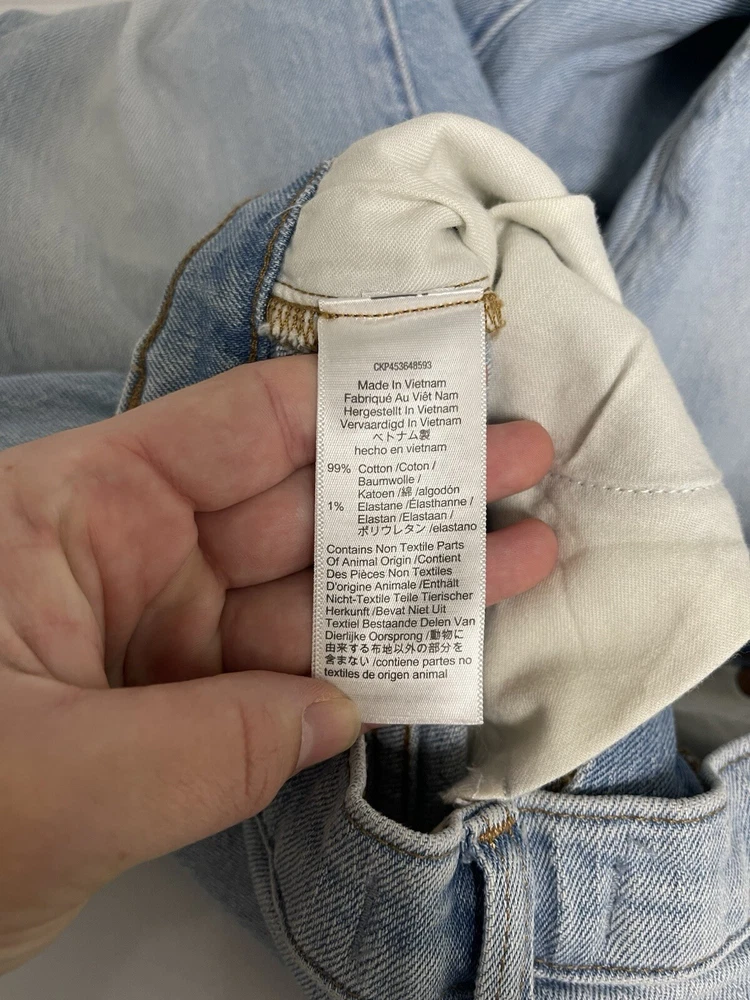 CKP453648593
Made In Vietnam
Fabriqué Au Viêt Nam
Hergestellt In Vietnam
Vervaardigd In Vietnam
ベトナム製
hecho en vietnam
99% Cotton /Coton /
Baumwolle /
Katoen /綿 /algodón
1% Elastane /Élasthanne /
Elastan /Elastaan /
ポリウレタン /elastano
Contains Non Textile Parts
Of Animal Origin /Contient
Des Pièces Non Textiles
D'origine Animale /Enthält
Nicht-Textile Teile Tierischer
Herkunft /Bevat Niet Uit
Textiel Bestaande Delen Van
Dierlijke Oorsprong /動物に
由来する布地以外の部分を
含まない /contiene partes no
textiles de origen animal